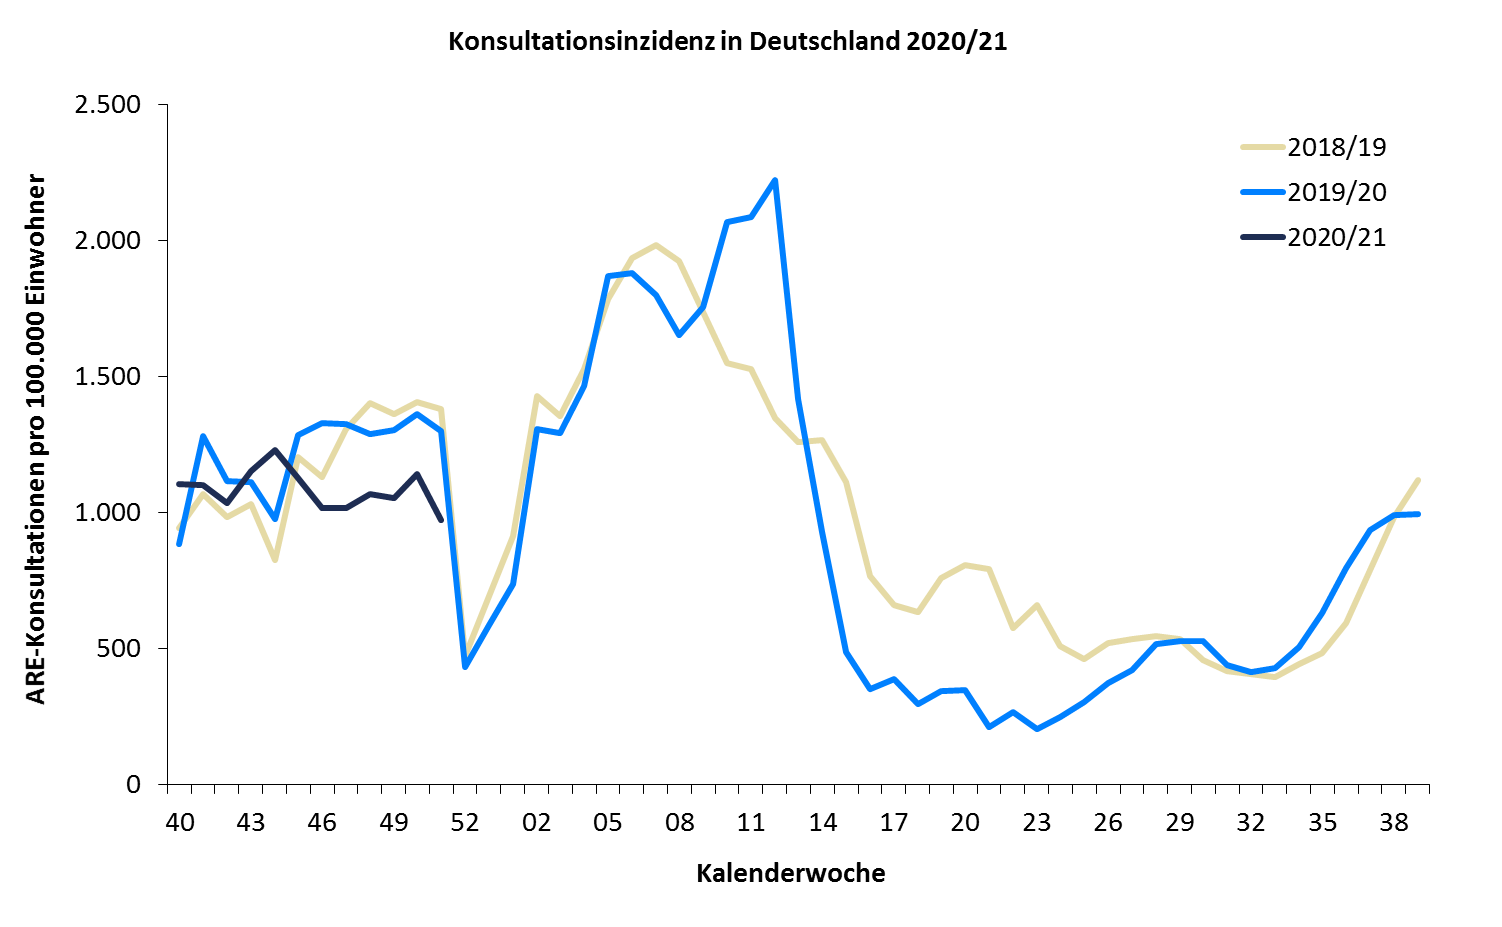 Konsultationsinzidenz in Deutschland 2020/21
ARE-Konsultationen pro 100.000 Einwohner
2.500
2.000
1.500
1.000
500
0
2018/19
2019/20
2020/21
40 43 46 49 52 02 05 08 11 14 17 20 23 26 29 32 35 38
Kalenderwoche